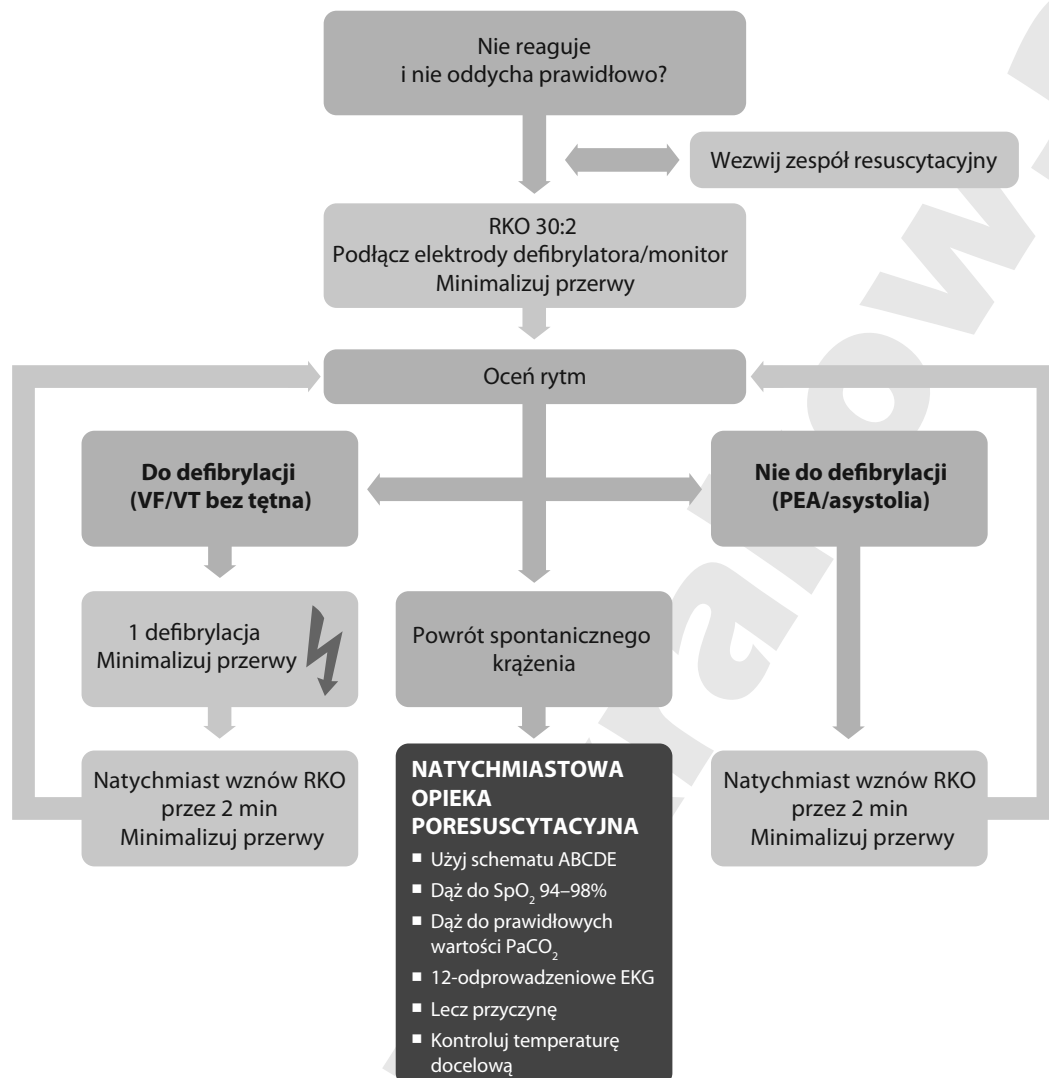 Nie reaguje
i nie oddycha prawidłowo?
Wezwij zespół resuscytacyjny
RKO 30:2
Podłącz elektrody defibrylatora/monitor
Minimalizuj przerwy
Oceń rytm
Do defibrylacji
(VF/VT bez tętna)
Nie do defibrylacji
(PEA/asystolia)
1 defibrylacja
Minimalizuj przerwy
Powrót spontanicznego
krążenia
Natychmiast wznów RKO
przez 2 min
Minimalizuj przerwy
NATYCHMIASTOWA
OPIEKA
PORESUSCYTACYJNA
▪ Użyj schematu ABCDE
▪ Dąż do SpO₂ 94–98%
▪ Dąż do prawidłowych
wartości PaCO₂
▪ 12-odprowadzeniowe EKG
▪ Lecz przyczynę
▪ Kontroluj temperaturę
docelową
Natychmiast wznów RKO
przez 2 min
Minimalizuj przerwy